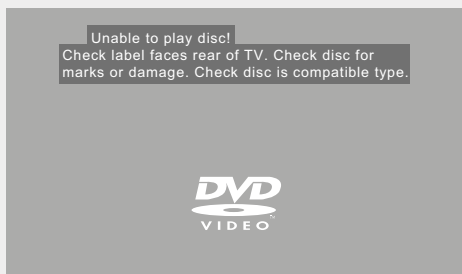 Unable to play disc!
Check label faces rear of TV. Check disc for
marks or damage. Check disc is compatible type.
DVD
VIDEO